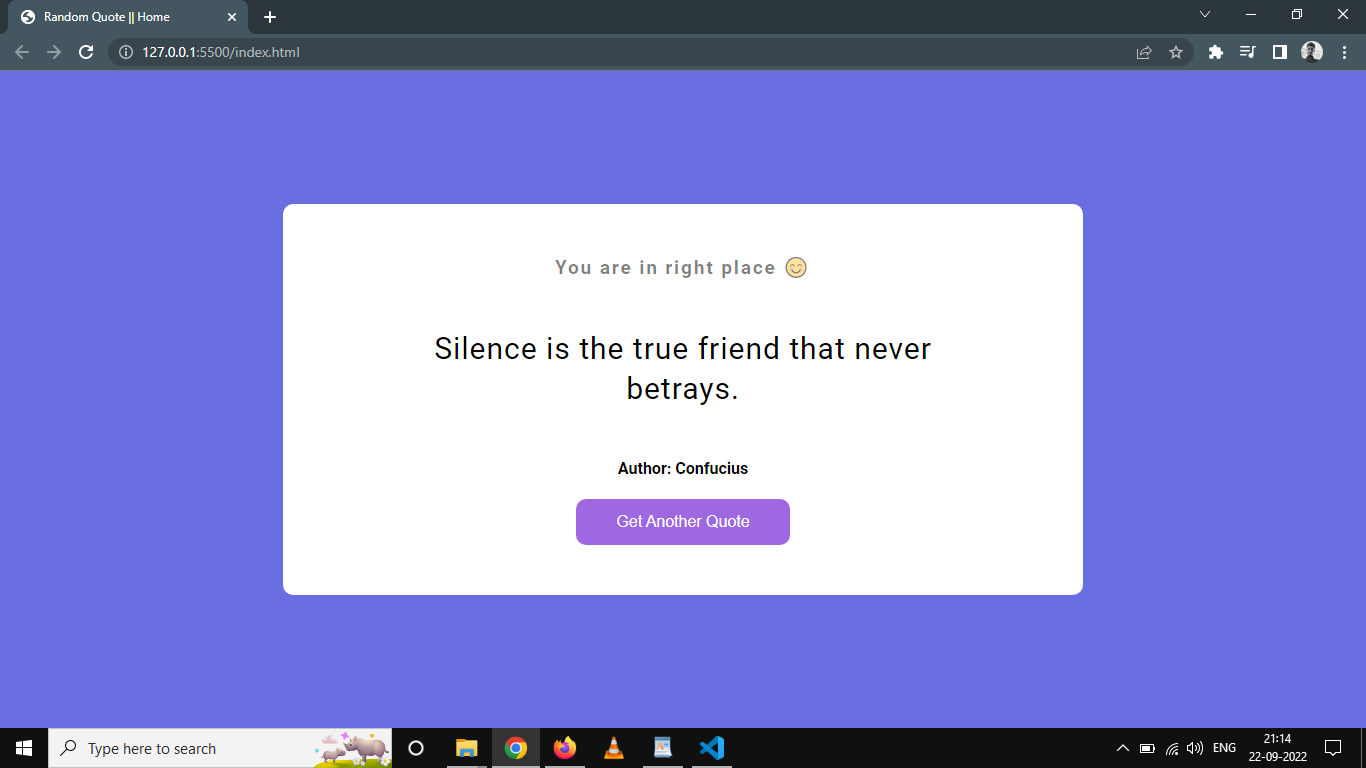 Random Quote || Home
127.0.0.1:5500/index.html
You are in right place 😊
Silence is the true friend that never
betrays.
Author: Confucius
Get Another Quote
Type here to search
ENG
21:14
22-09-2022